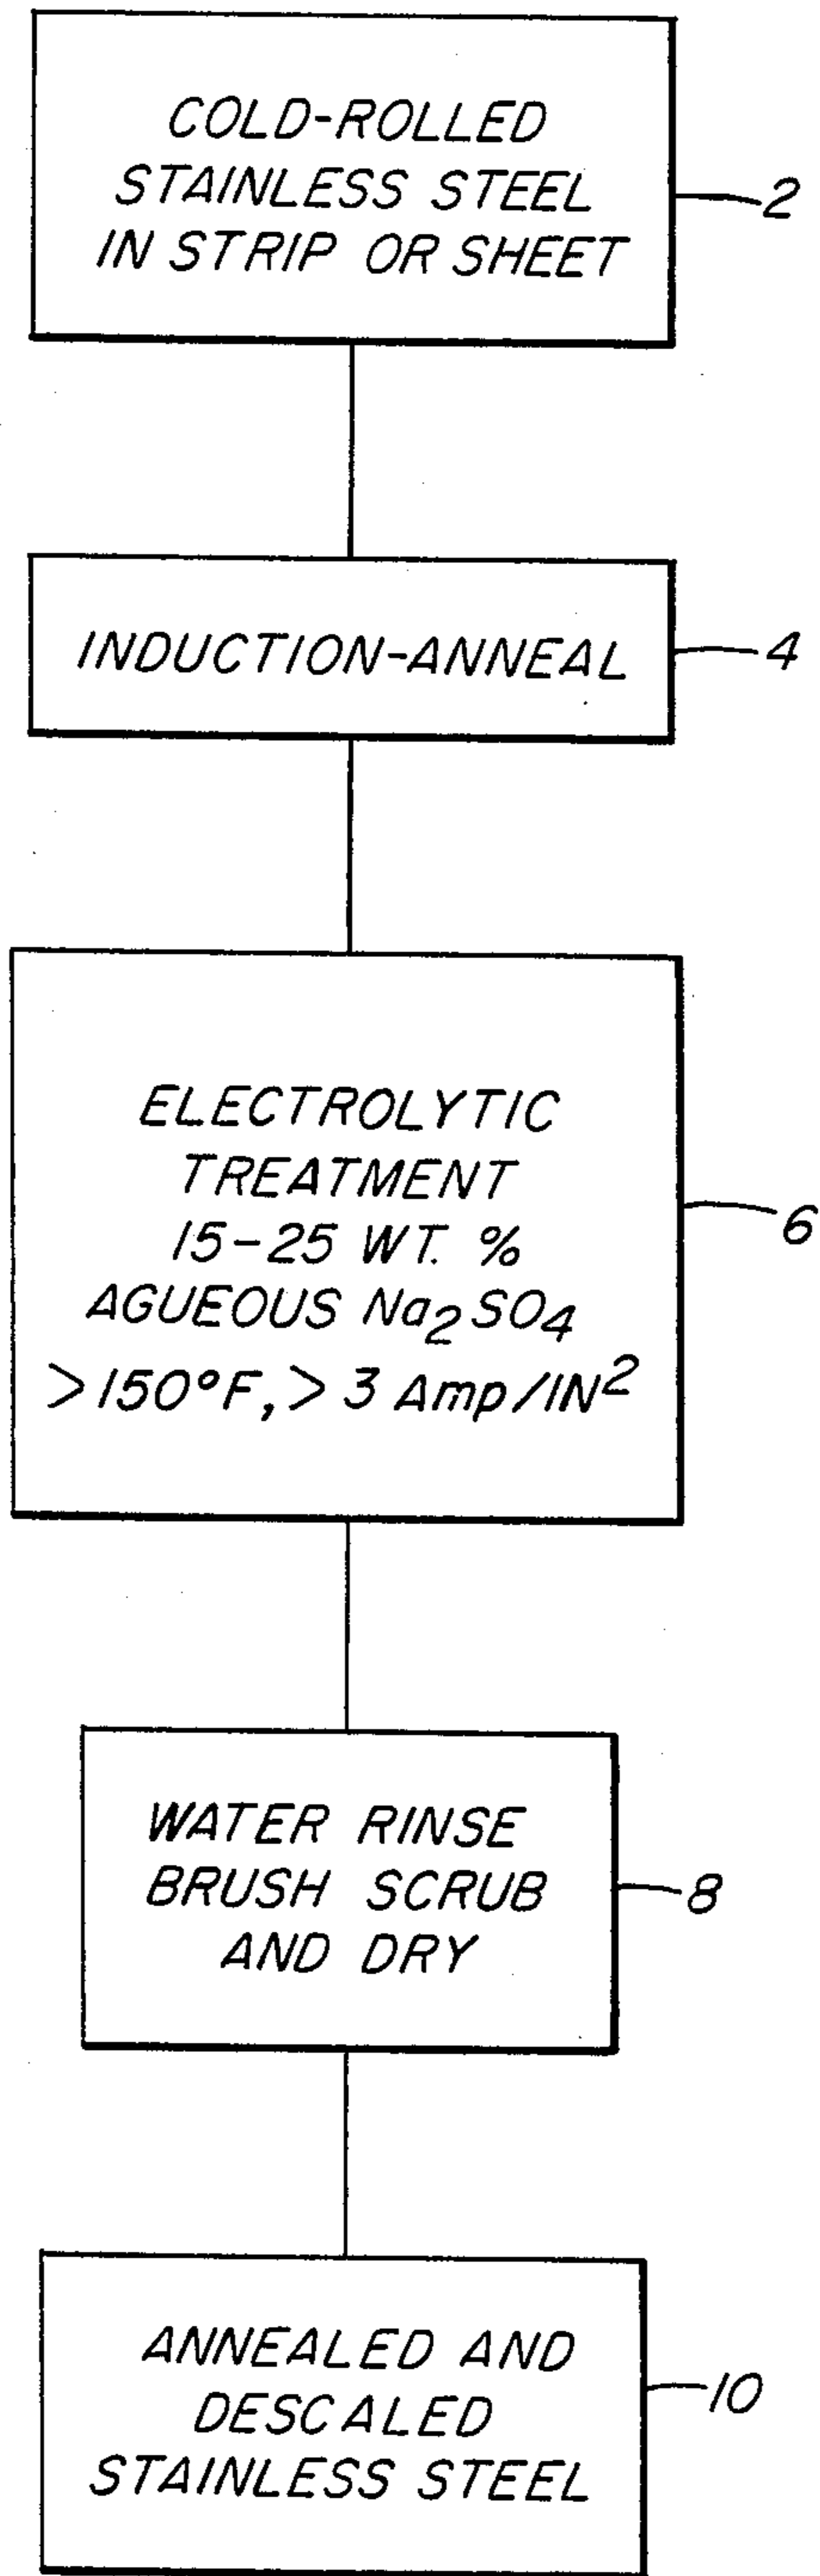 COLD-ROLLED
STAINLESS STEEL
IN STRIP OR SHEET
2
INDUCTION-ANNEAL
4
ELECTROLYTIC
TREATMENT
15-25 WT. %
AGUEOUS Na₂SO₄
>150°F, >3 Amp/IN²
6
WATER RINSE
BRUSH SCRUB
AND DRY
8
ANNEALED AND
DESCALED
STAINLESS STEEL
10